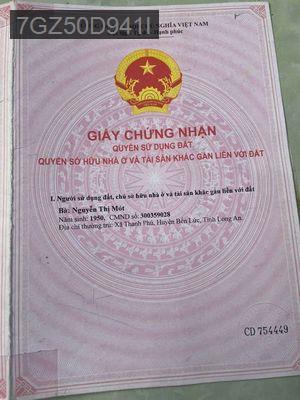 7GZ50D941I
NGHĨA VIỆT NAM
phúc
GIẤY CHỨNG NHẬN
QUYỀN SỬ DỤNG ĐẤT
QUYỀN SỞ HỮU NHÀ Ở VÀ TÀI SẢN KHÁC GẮN LIỀN VỚI ĐẤT
I. Người sử dụng đất, chủ sở hữu nhà ở và tài sản khác gắn liền với đất
Bà: Nguyễn Thị Mót
Năm sinh: 1950, CMND số: 300359028
Địa chỉ thường trú: Xã Thạnh Phú, Huyện Bến Lức, Tỉnh Long An.
CD 754449